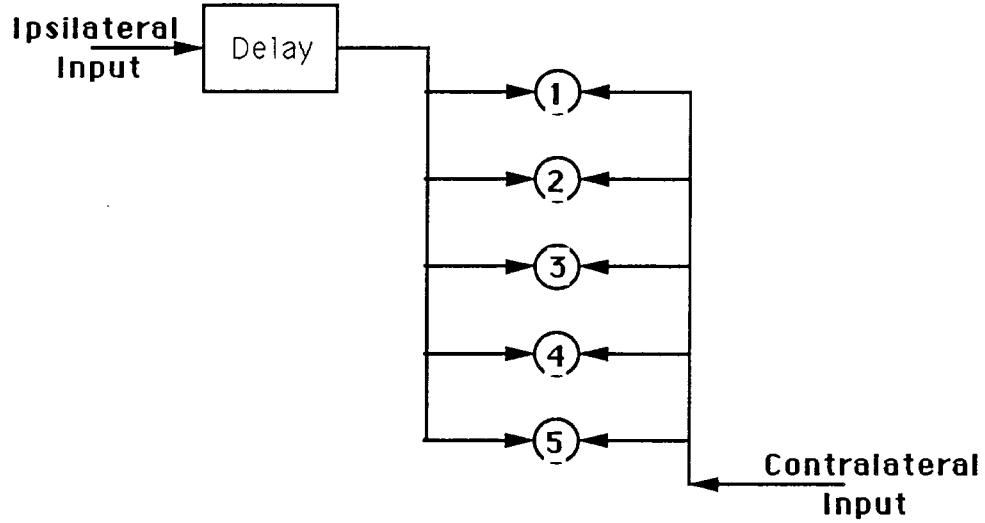 Ipsilateral
Input
Delay
1
2
3
4
5
Contralateral
Input